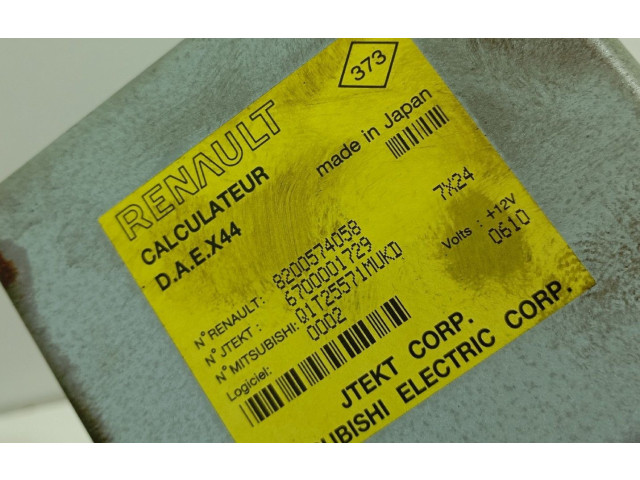 373
RENAULT
made in Japan
CALCULATEUR
D.A.E.X44
7X24
N° RENAULT: 8200574058
Volts : +12V
N° JTEKT : 6700001729
0610
N° MITSUBISHI: Q1T25571MUKD
Logiciel: 0002
JTEKT CORP.
UBISHI ELECTRIC CORP.